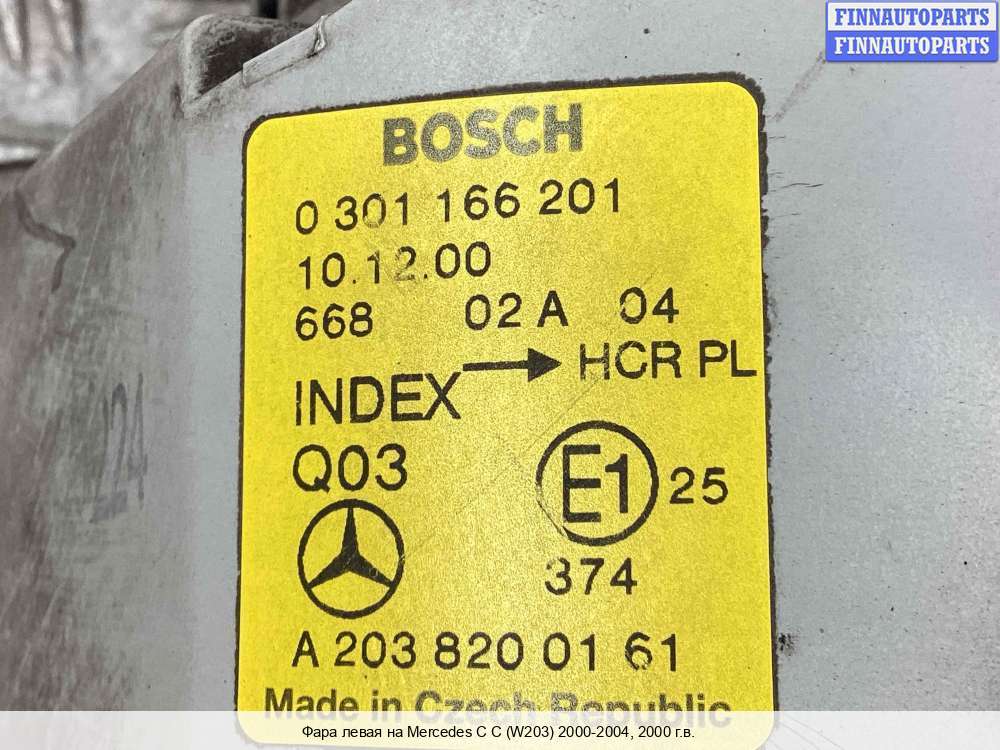 FINNAUTOPARTS
FINNAUTOPARTS
BOSCH
0 301 166 201
10.12.00
668 02 A 04
INDEX → HCR PL
Q03
E1 25
374
A 203 820 01 61
Made in Czech Republic
124
Фара левая на Mercedes C C (W203) 2000-2004, 2000 г.в.